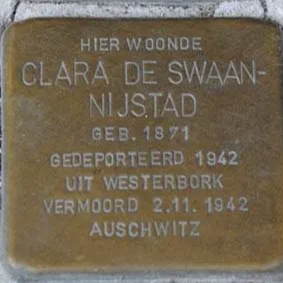 HIER WOONDE
CLARA DE SWAAN-
NIJSTAD
GEB. 1871
GEDEPORTEERD 1942
UIT WESTERBORK
VERMOORD 2.11.1942
AUSCHWITZ